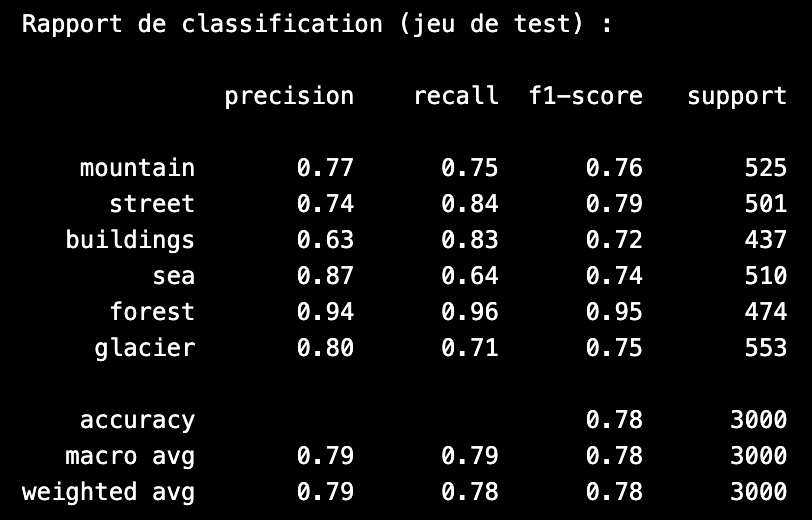 Rapport de classification (jeu de test) :
precision recall f1-score support
mountain 0.77 0.75 0.76 525
street 0.74 0.84 0.79 501
buildings 0.63 0.83 0.72 437
sea 0.87 0.64 0.74 510
forest 0.94 0.96 0.95 474
glacier 0.80 0.71 0.75 553
accuracy 0.78 3000
macro avg 0.79 0.79 0.78 3000
weighted avg 0.79 0.78 0.78 3000